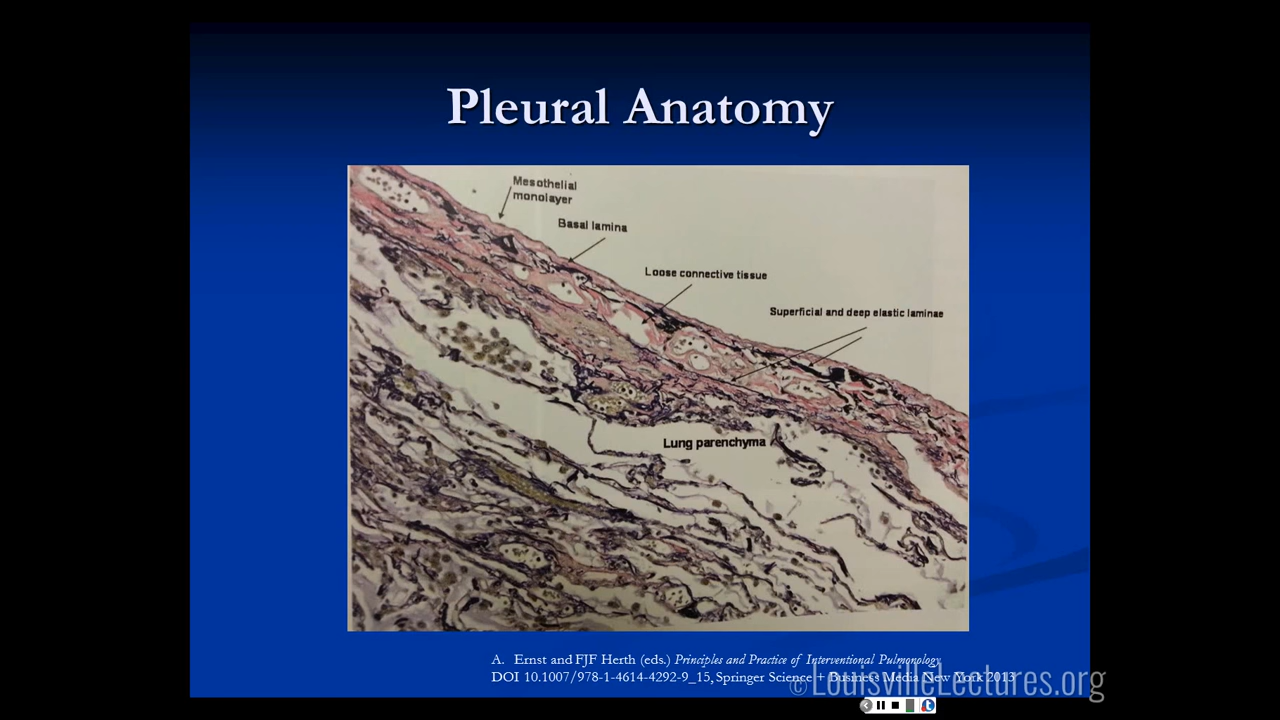 Pleural Anatomy
Mesothelial
monolayer
Basal lamina
Loose connective tissue
Superficial and deep elastic laminae
Lung parenchyma
A. Ernst and FJF Herth (eds.) Principles and Practice of Interventional Pulmonology
DOI 10.1007/978-1-4614-4292-9_15, Springer Science + Business Media New York 2013
© LouisvilleLectures.org